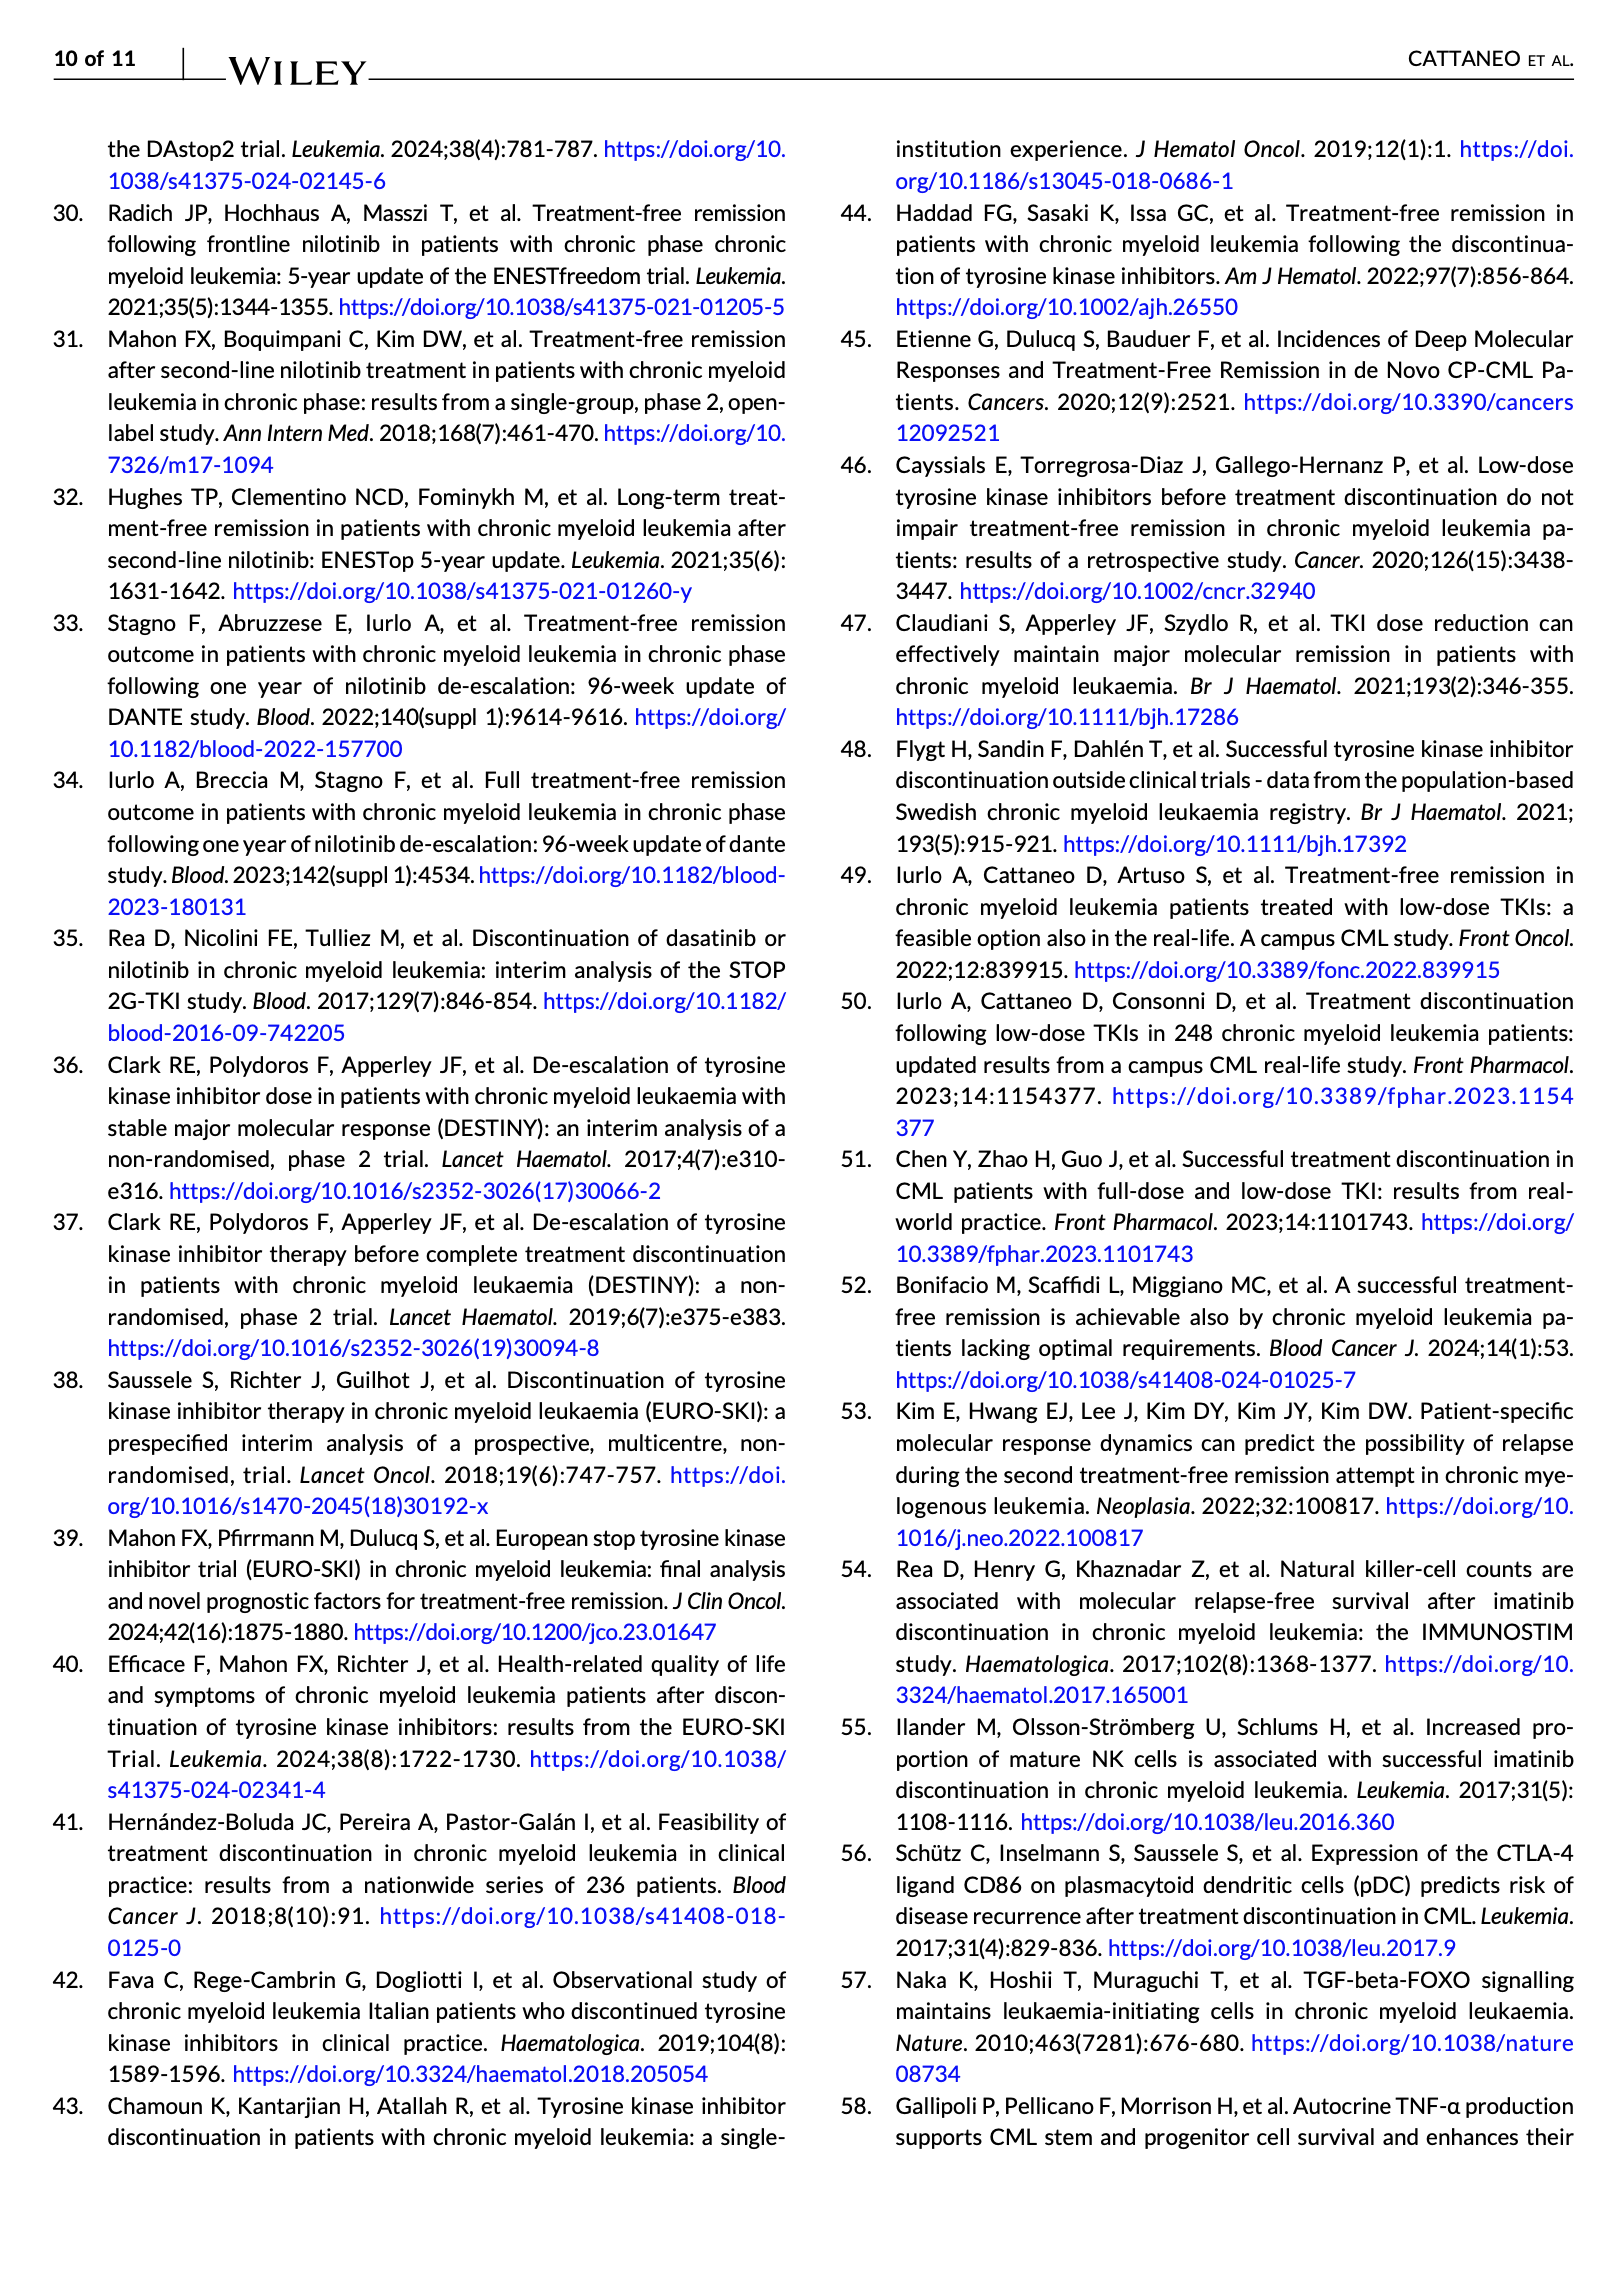 10 of 11
WILEY
CATTANEO ET AL.
the DAstop2 trial. Leukemia. 2024;38(4):781-787. https://doi.org/10.
1038/s41375-024-02145-6
30. Radich JP, Hochhaus A, Masszi T, et al. Treatment-free remission
following frontline nilotinib in patients with chronic phase chronic
myeloid leukemia: 5-year update of the ENESTfreedom trial. Leukemia.
2021;35(5):1344-1355. https://doi.org/10.1038/s41375-021-01205-5
31. Mahon FX, Boquimpani C, Kim DW, et al. Treatment-free remission
after second-line nilotinib treatment in patients with chronic myeloid
leukemia in chronic phase: results from a single-group, phase 2, open-
label study. Ann Intern Med. 2018;168(7):461-470. https://doi.org/10.
7326/m17-1094
32. Hughes TP, Clementino NCD, Fominykh M, et al. Long-term treat-
ment-free remission in patients with chronic myeloid leukemia after
second-line nilotinib: ENESTop 5-year update. Leukemia. 2021;35(6):
1631-1642. https://doi.org/10.1038/s41375-021-01260-y
33. Stagno F, Abruzzese E, Iurlo A, et al. Treatment-free remission
outcome in patients with chronic myeloid leukemia in chronic phase
following one year of nilotinib de-escalation: 96-week update of
DANTE study. Blood. 2022;140(suppl 1):9614-9616. https://doi.org/
10.1182/blood-2022-157700
34. Iurlo A, Breccia M, Stagno F, et al. Full treatment-free remission
outcome in patients with chronic myeloid leukemia in chronic phase
following one year of nilotinib de-escalation: 96-week update of dante
study. Blood. 2023;142(suppl 1):4534. https://doi.org/10.1182/blood-
2023-180131
35. Rea D, Nicolini FE, Tulliez M, et al. Discontinuation of dasatinib or
nilotinib in chronic myeloid leukemia: interim analysis of the STOP
2G-TKI study. Blood. 2017;129(7):846-854. https://doi.org/10.1182/
blood-2016-09-742205
36. Clark RE, Polydoros F, Apperley JF, et al. De-escalation of tyrosine
kinase inhibitor dose in patients with chronic myeloid leukaemia with
stable major molecular response (DESTINY): an interim analysis of a
non-randomised, phase 2 trial. Lancet Haematol. 2017;4(7):e310-
e316. https://doi.org/10.1016/s2352-3026(17)30066-2
37. Clark RE, Polydoros F, Apperley JF, et al. De-escalation of tyrosine
kinase inhibitor therapy before complete treatment discontinuation
in patients with chronic myeloid leukaemia (DESTINY): a non-
randomised, phase 2 trial. Lancet Haematol. 2019;6(7):e375-e383.
https://doi.org/10.1016/s2352-3026(19)30094-8
38. Saussele S, Richter J, Guilhot J, et al. Discontinuation of tyrosine
kinase inhibitor therapy in chronic myeloid leukaemia (EURO-SKI): a
prespecified interim analysis of a prospective, multicentre, non-
randomised, trial. Lancet Oncol. 2018;19(6):747-757. https://doi.
org/10.1016/s1470-2045(18)30192-x
39. Mahon FX, Pfirrmann M, Dulucq S, et al. European stop tyrosine kinase
inhibitor trial (EURO-SKI) in chronic myeloid leukemia: final analysis
and novel prognostic factors for treatment-free remission. J Clin Oncol.
2024;42(16):1875-1880. https://doi.org/10.1200/jco.23.01647
40. Efficace F, Mahon FX, Richter J, et al. Health-related quality of life
and symptoms of chronic myeloid leukemia patients after discon-
tinuation of tyrosine kinase inhibitors: results from the EURO-SKI
Trial. Leukemia. 2024;38(8):1722-1730. https://doi.org/10.1038/
s41375-024-02341-4
41. Hernández-Boluda JC, Pereira A, Pastor-Galán I, et al. Feasibility of
treatment discontinuation in chronic myeloid leukemia in clinical
practice: results from a nationwide series of 236 patients. Blood
Cancer J. 2018;8(10):91. https://doi.org/10.1038/s41408-018-
0125-0
42. Fava C, Rege-Cambrin G, Dogliotti I, et al. Observational study of
chronic myeloid leukemia Italian patients who discontinued tyrosine
kinase inhibitors in clinical practice. Haematologica. 2019;104(8):
1589-1596. https://doi.org/10.3324/haematol.2018.205054
43. Chamoun K, Kantarjian H, Atallah R, et al. Tyrosine kinase inhibitor
discontinuation in patients with chronic myeloid leukemia: a single-
institution experience. J Hematol Oncol. 2019;12(1):1. https://doi.
org/10.1186/s13045-018-0686-1
44. Haddad FG, Sasaki K, Issa GC, et al. Treatment-free remission in
patients with chronic myeloid leukemia following the discontinua-
tion of tyrosine kinase inhibitors. Am J Hematol. 2022;97(7):856-864.
https://doi.org/10.1002/ajh.26550
45. Etienne G, Dulucq S, Bauduer F, et al. Incidences of Deep Molecular
Responses and Treatment-Free Remission in de Novo CP-CML Pa-
tients. Cancers. 2020;12(9):2521. https://doi.org/10.3390/cancers
12092521
46. Cayssials E, Torregrosa-Diaz J, Gallego-Hernanz P, et al. Low-dose
tyrosine kinase inhibitors before treatment discontinuation do not
impair treatment-free remission in chronic myeloid leukemia pa-
tients: results of a retrospective study. Cancer. 2020;126(15):3438-
3447. https://doi.org/10.1002/cncr.32940
47. Claudiani S, Apperley JF, Szydlo R, et al. TKI dose reduction can
effectively maintain major molecular remission in patients with
chronic myeloid leukaemia. Br J Haematol. 2021;193(2):346-355.
https://doi.org/10.1111/bjh.17286
48. Flygt H, Sandin F, Dahlén T, et al. Successful tyrosine kinase inhibitor
discontinuation outside clinical trials - data from the population-based
Swedish chronic myeloid leukaemia registry. Br J Haematol. 2021;
193(5):915-921. https://doi.org/10.1111/bjh.17392
49. Iurlo A, Cattaneo D, Artuso S, et al. Treatment-free remission in
chronic myeloid leukemia patients treated with low-dose TKIs: a
feasible option also in the real-life. A campus CML study. Front Oncol.
2022;12:839915. https://doi.org/10.3389/fonc.2022.839915
50. Iurlo A, Cattaneo D, Consonni D, et al. Treatment discontinuation
following low-dose TKIs in 248 chronic myeloid leukemia patients:
updated results from a campus CML real-life study. Front Pharmacol.
2023;14:1154377. https://doi.org/10.3389/fphar.2023.1154
377
51. Chen Y, Zhao H, Guo J, et al. Successful treatment discontinuation in
CML patients with full-dose and low-dose TKI: results from real-
world practice. Front Pharmacol. 2023;14:1101743. https://doi.org/
10.3389/fphar.2023.1101743
52. Bonifacio M, Scaffidi L, Miggiano MC, et al. A successful treatment-
free remission is achievable also by chronic myeloid leukemia pa-
tients lacking optimal requirements. Blood Cancer J. 2024;14(1):53.
https://doi.org/10.1038/s41408-024-01025-7
53. Kim E, Hwang EJ, Lee J, Kim DY, Kim JY, Kim DW. Patient-specific
molecular response dynamics can predict the possibility of relapse
during the second treatment-free remission attempt in chronic mye-
logenous leukemia. Neoplasia. 2022;32:100817. https://doi.org/10.
1016/j.neo.2022.100817
54. Rea D, Henry G, Khaznadar Z, et al. Natural killer-cell counts are
associated with molecular relapse-free survival after imatinib
discontinuation in chronic myeloid leukemia: the IMMUNOSTIM
study. Haematologica. 2017;102(8):1368-1377. https://doi.org/10.
3324/haematol.2017.165001
55. Ilander M, Olsson-Strömberg U, Schlums H, et al. Increased pro-
portion of mature NK cells is associated with successful imatinib
discontinuation in chronic myeloid leukemia. Leukemia. 2017;31(5):
1108-1116. https://doi.org/10.1038/leu.2016.360
56. Schütz C, Inselmann S, Saussele S, et al. Expression of the CTLA-4
ligand CD86 on plasmacytoid dendritic cells (pDC) predicts risk of
disease recurrence after treatment discontinuation in CML. Leukemia.
2017;31(4):829-836. https://doi.org/10.1038/leu.2017.9
57. Naka K, Hoshii T, Muraguchi T, et al. TGF-beta-FOXO signalling
maintains leukaemia-initiating cells in chronic myeloid leukaemia.
Nature. 2010;463(7281):676-680. https://doi.org/10.1038/nature
08734
58. Gallipoli P, Pellicano F, Morrison H, et al. Autocrine TNF-α production
supports CML stem and progenitor cell survival and enhances their